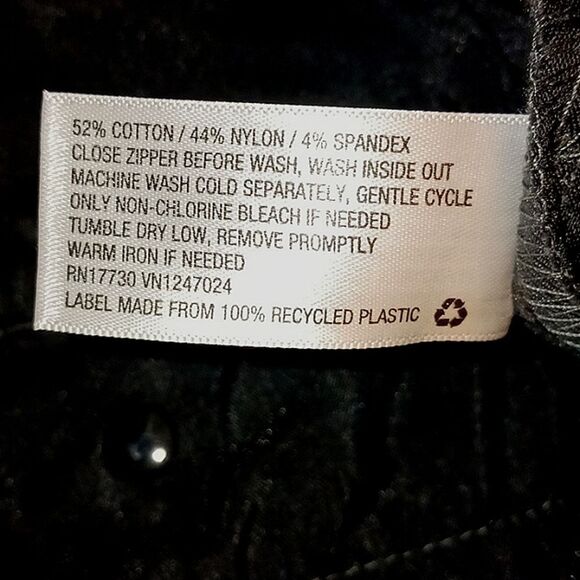 52% COTTON / 44% NYLON / 4% SPANDEX
CLOSE ZIPPER BEFORE WASH, WASH INSIDE OUT
MACHINE WASH COLD SEPARATELY, GENTLE CYCLE
ONLY NON-CHLORINE BLEACH IF NEEDED
TUMBLE DRY LOW, REMOVE PROMPTLY
WARM IRON IF NEEDED
RN17730 VN1247024
LABEL MADE FROM 100% RECYCLED PLASTIC